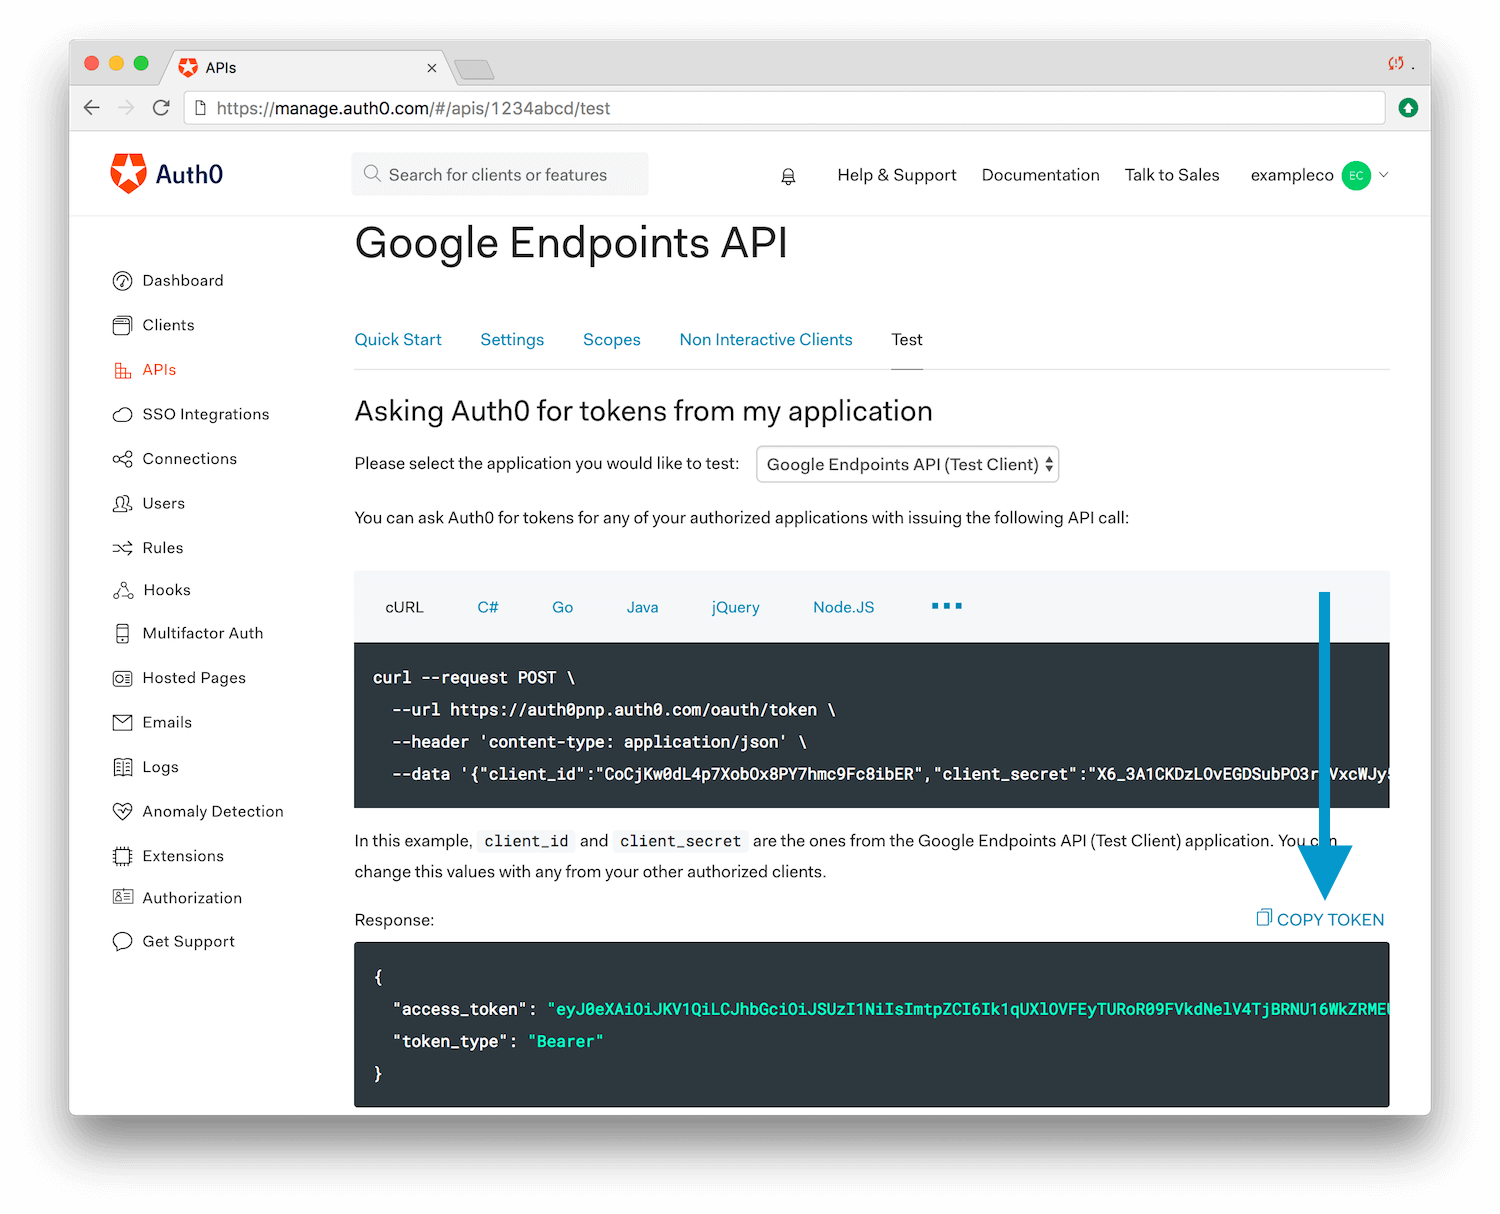 APIs
https://manage.auth0.com/#/apis/1234abcd/test
Auth0
Search for clients or features
Help & Support
Documentation
Talk to Sales
exampleco
EC
Google Endpoints API
Dashboard
Clients
APIs
SSO Integrations
Connections
Users
Rules
Hooks
Multifactor Auth
Hosted Pages
Emails
Logs
Anomaly Detection
Extensions
Authorization
Get Support
Quick Start
Settings
Scopes
Non Interactive Clients
Test
Asking Auth0 for tokens from my application
Please select the application you would like to test:
Google Endpoints API (Test Client)
You can ask Auth0 for tokens for any of your authorized applications with issuing the following API call:
cURL
C#
Go
Java
jQuery
Node.JS
curl --request POST \
--url https://auth0pnp.auth0.com/oauth/token \
--header 'content-type: application/json' \
--data '{"client_id":"CoCjKw0dL4p7XobOx8PY7hmc9Fc8ibER","client_secret":
In this example, client_id and client_secret are the ones from the Google Endpoints API (Test Client) application. You can
change this values with any from your other authorized clients.
Response:
COPY TOKEN
{
"access_token": "eyJ0eXAiOiJKV1QiLCJhbGciOiJSUzI1NiIsImtpZCI6Ik1qUXlOVFEyTURoR09FVkdNelV4TjBRNU16WkZRME
"token_type": "Bearer"
}